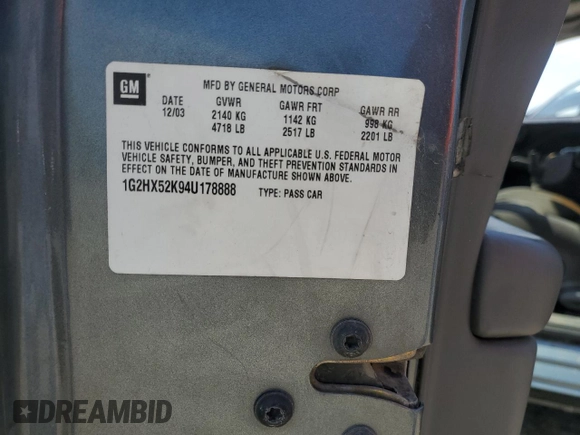 GM
MFD BY GENERAL MOTORS CORP
DATE GVWR GAWR FRT GAWR RR
12/03 2140 KG 1142 KG 998 KG
4718 LB 2517 LB 2201 LB
THIS VEHICLE CONFORMS TO ALL APPLICABLE U.S. FEDERAL MOTOR
VEHICLE SAFETY, BUMPER, AND THEFT PREVENTION STANDARDS IN
EFFECT ON THE DATE OF MANUFACTURE SHOWN ABOVE.
1G2HX52K94U178888 TYPE: PASS CAR
DREAMBID